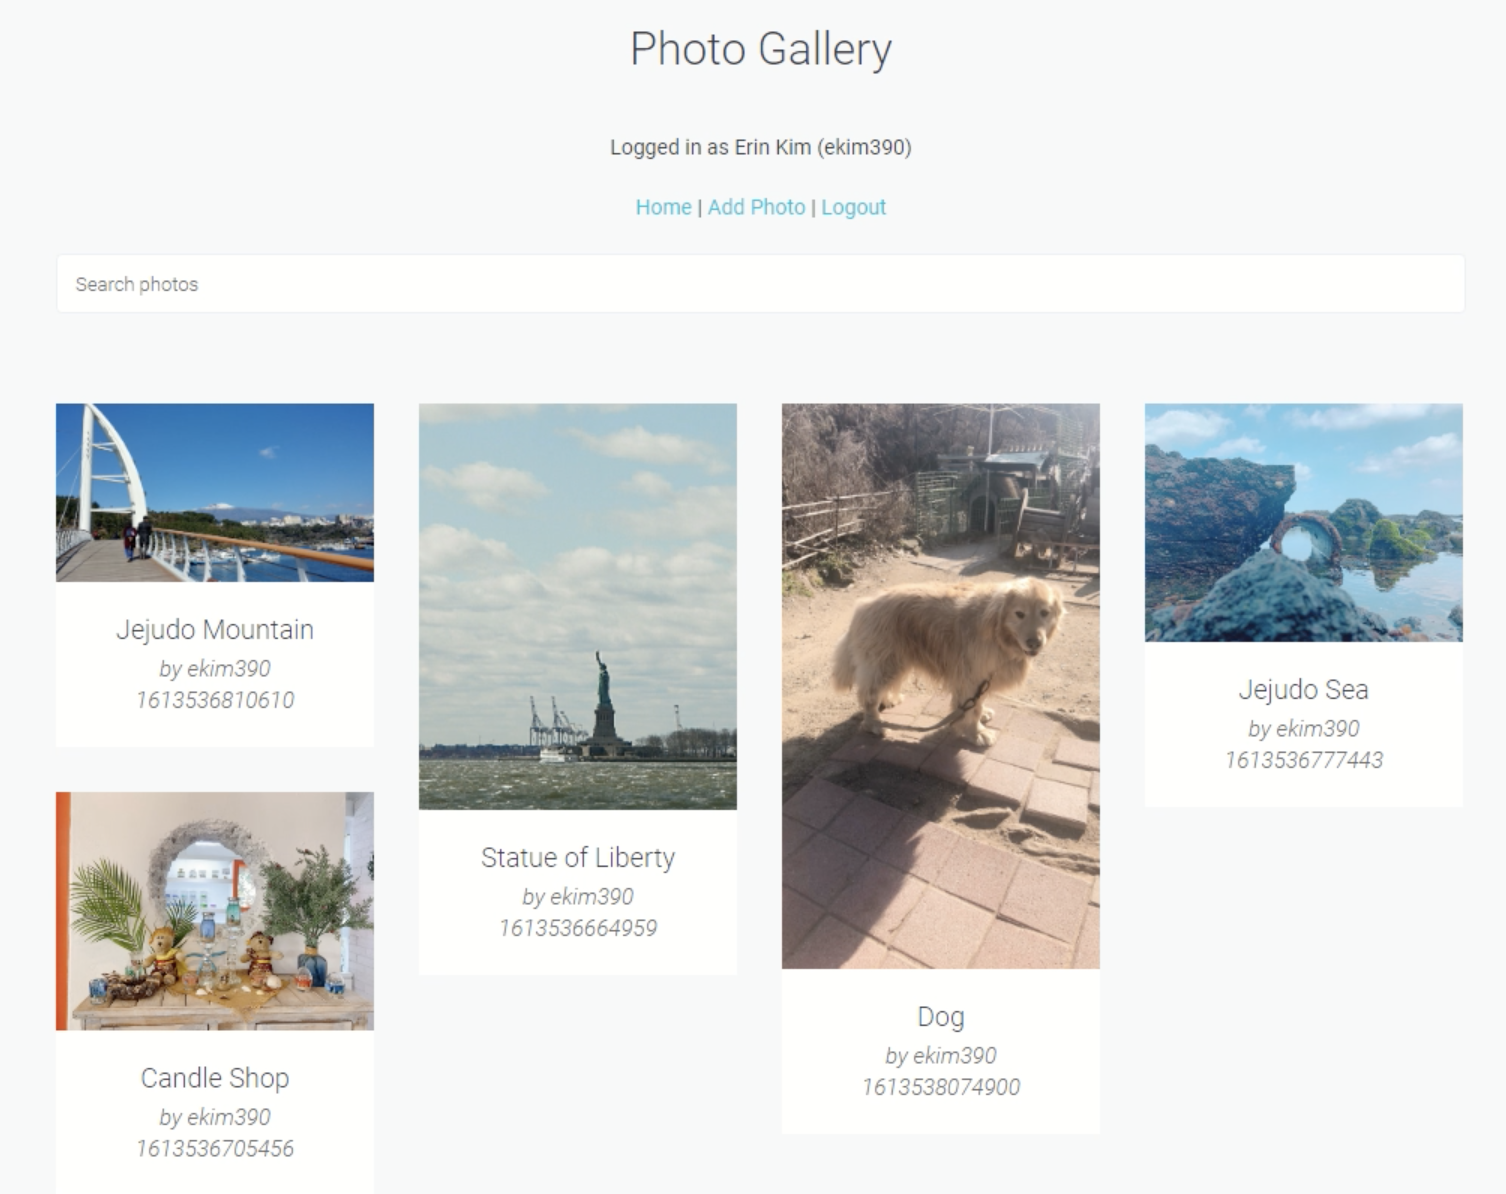 Photo Gallery
Logged in as Erin Kim (ekim390)
Home | Add Photo | Logout
Search photos
Jejudo Mountain
by ekim390
1613536810610
Candle Shop
by ekim390
1613536705456
Statue of Liberty
by ekim390
1613536664959
Dog
by ekim390
1613538074900
Jejudo Sea
by ekim390
1613536777443